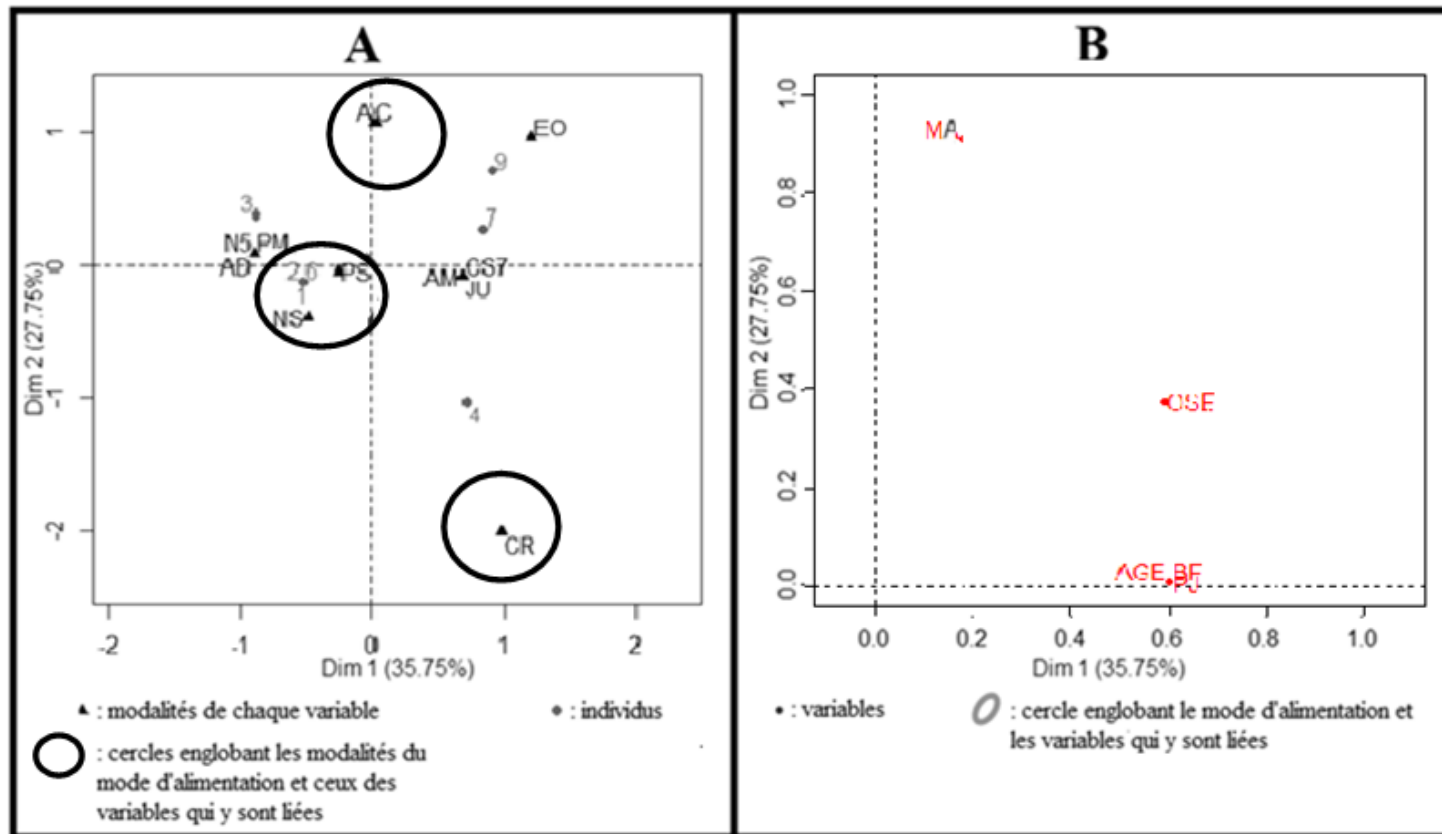 A
1
0
-1
-2
Dim 2 (27.75%)
AC
EO
9
3
7
N5 PM
AD
2 6
PS
1
NS
AM
CS7
JU
4
CR
-2
-1
0
1
2
Dim 1 (35.75%)
▲ : modalités de chaque variable
● : individus
: cercles englobant les modalités du
mode d'alimentation et ceux des
variables qui y sont liées
B
1.0
0.8
0.6
0.4
0.2
0.0
Dim 2 (27.75%)
MA
OSE
AGE BF
PJ
0.0
0.2
0.4
0.6
0.8
1.0
Dim 1 (35.75%)
• : variables
: cercle englobant le mode d'alimentation et
les variables qui y sont liées